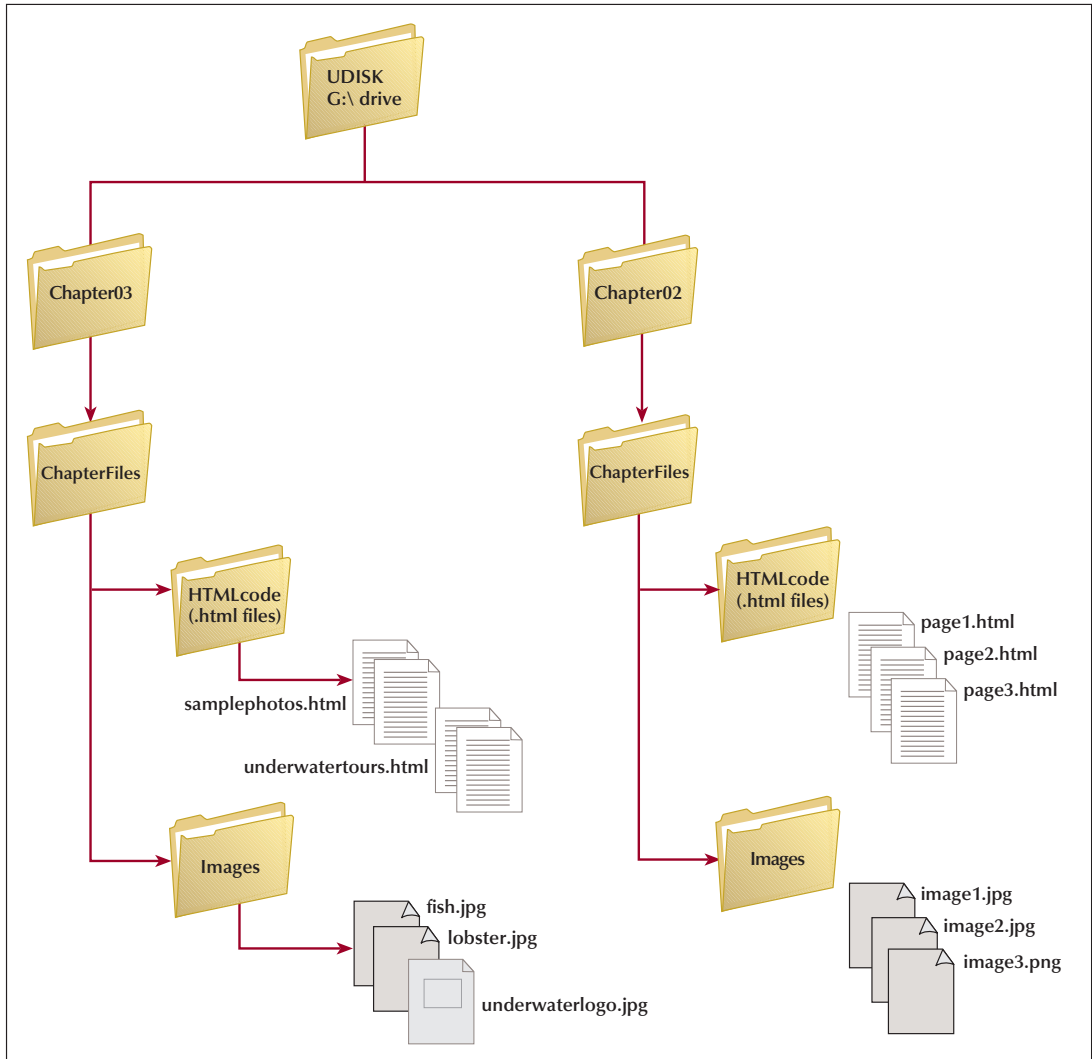 UDISK
G:\ drive
Chapter03
Chapter02
ChapterFiles
ChapterFiles
HTMLcode
(.html files)
samplephotos.html
underwatertours.html
HTMLcode
(.html files)
page1.html
page2.html
page3.html
Images
fish.jpg
lobster.jpg
underwaterlogo.jpg
Images
image1.jpg
image2.jpg
image3.png